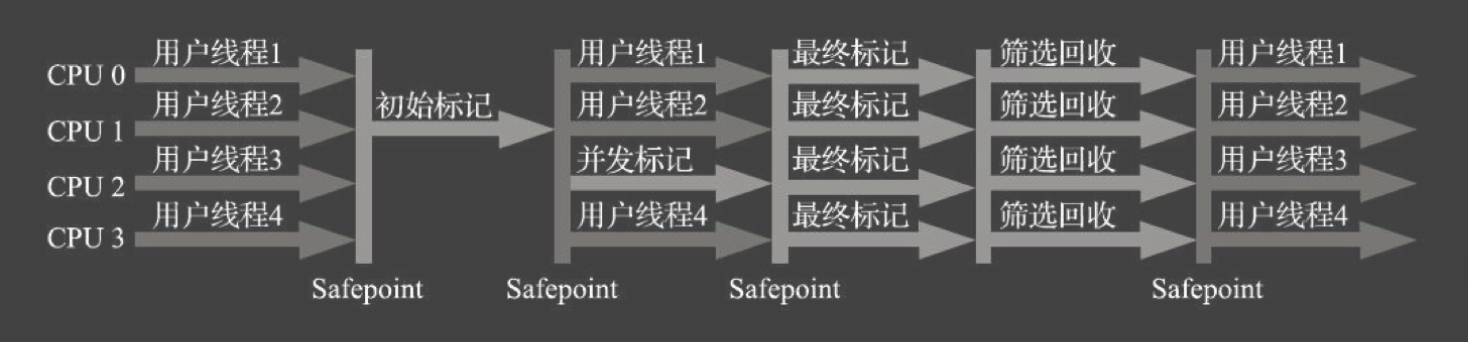 CPU 0 用户线程1 用户线程1 最终标记 筛选回收 用户线程1
CPU 1 用户线程2 初始标记 用户线程2 最终标记 筛选回收 用户线程2
CPU 2 用户线程3 并发标记 最终标记 筛选回收 用户线程3
CPU 3 用户线程4 用户线程4 最终标记 筛选回收 用户线程4
Safepoint Safepoint Safepoint Safepoint